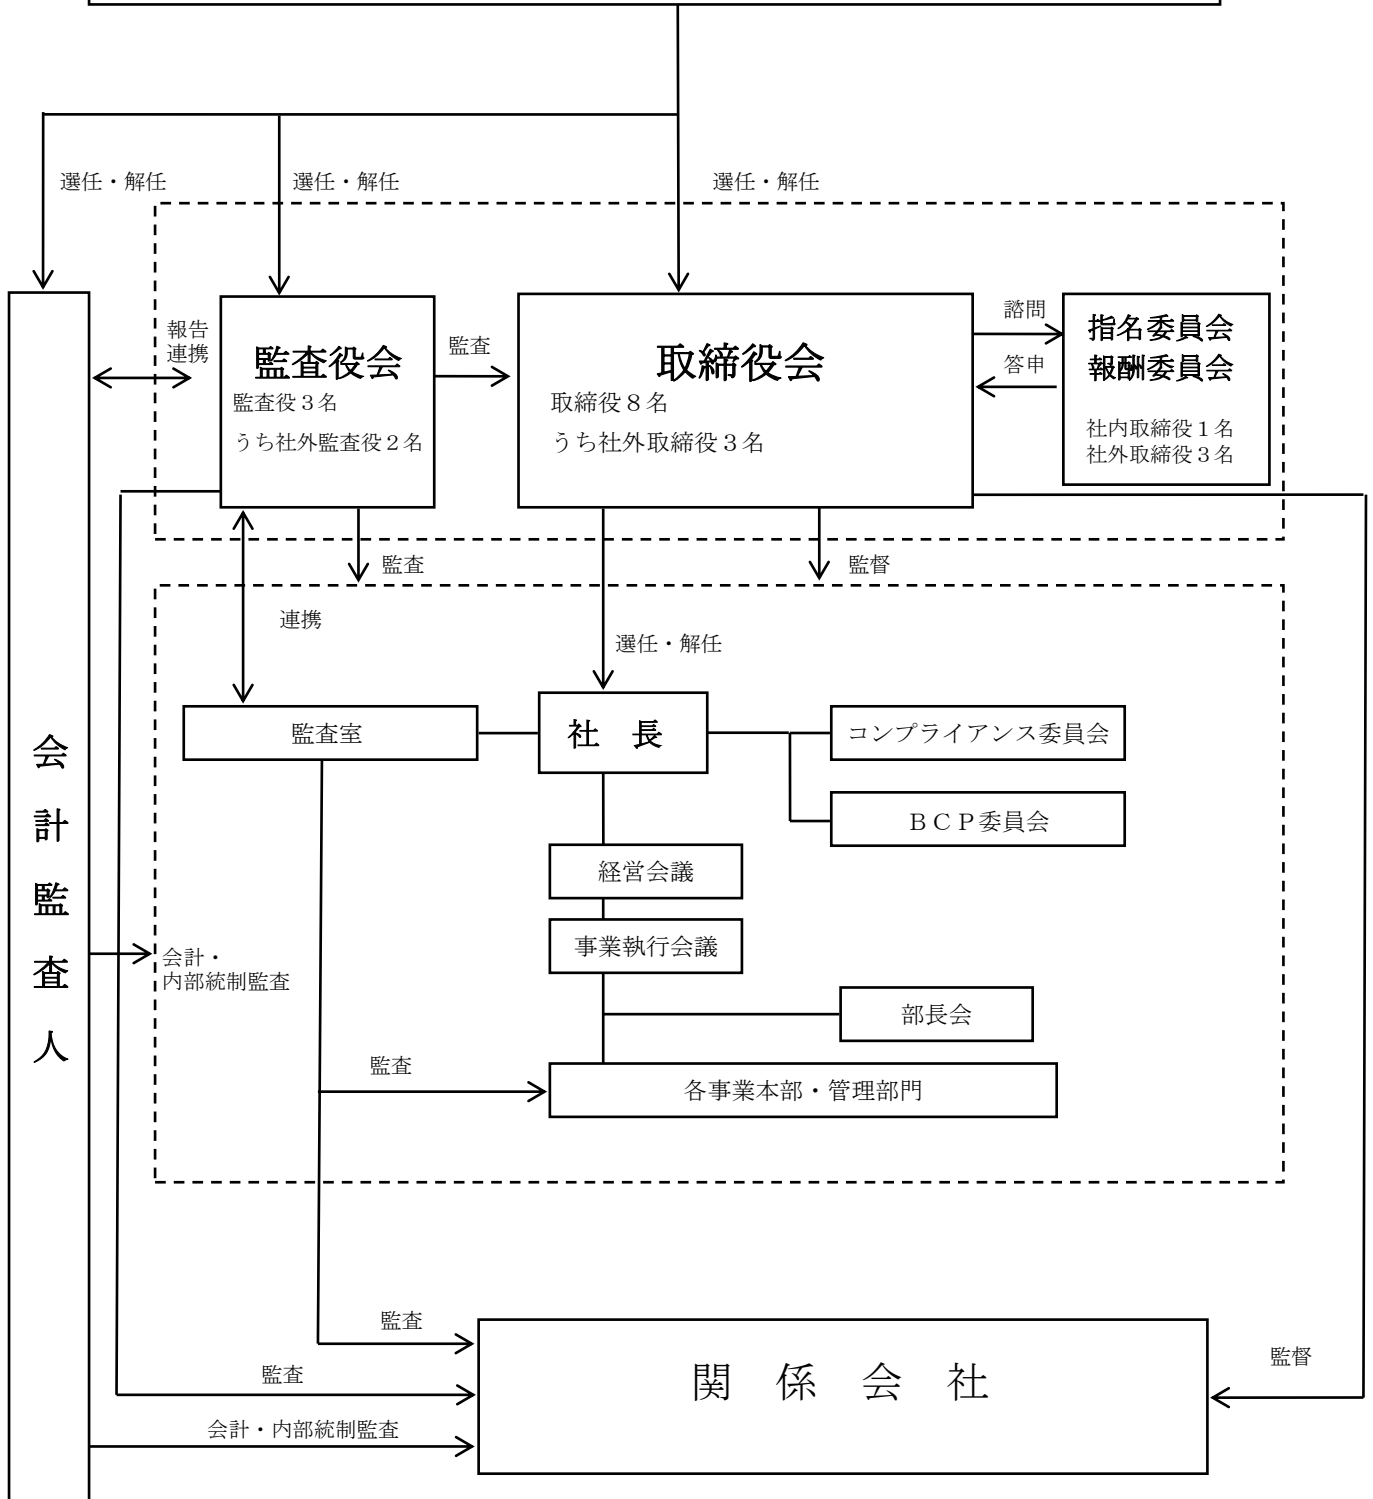 選任・解任
選任・解任
選任・解任
報告
連携
監査役会
監査役３名
うち社外監査役２名
監査
取締役会
取締役８名
うち社外取締役３名
諮問
答申
指名委員会
報酬委員会
社内取締役１名
社外取締役３名
監査
監督
連携
選任・解任
監査室
社　長
コンプライアンス委員会
ＢＣＰ委員会
経営会議
事業執行会議
会計監査人
会計・
内部統制監査
部長会
監査
各事業本部・管理部門
監査
監査
会計・内部統制監査
関　係　会　社
監督